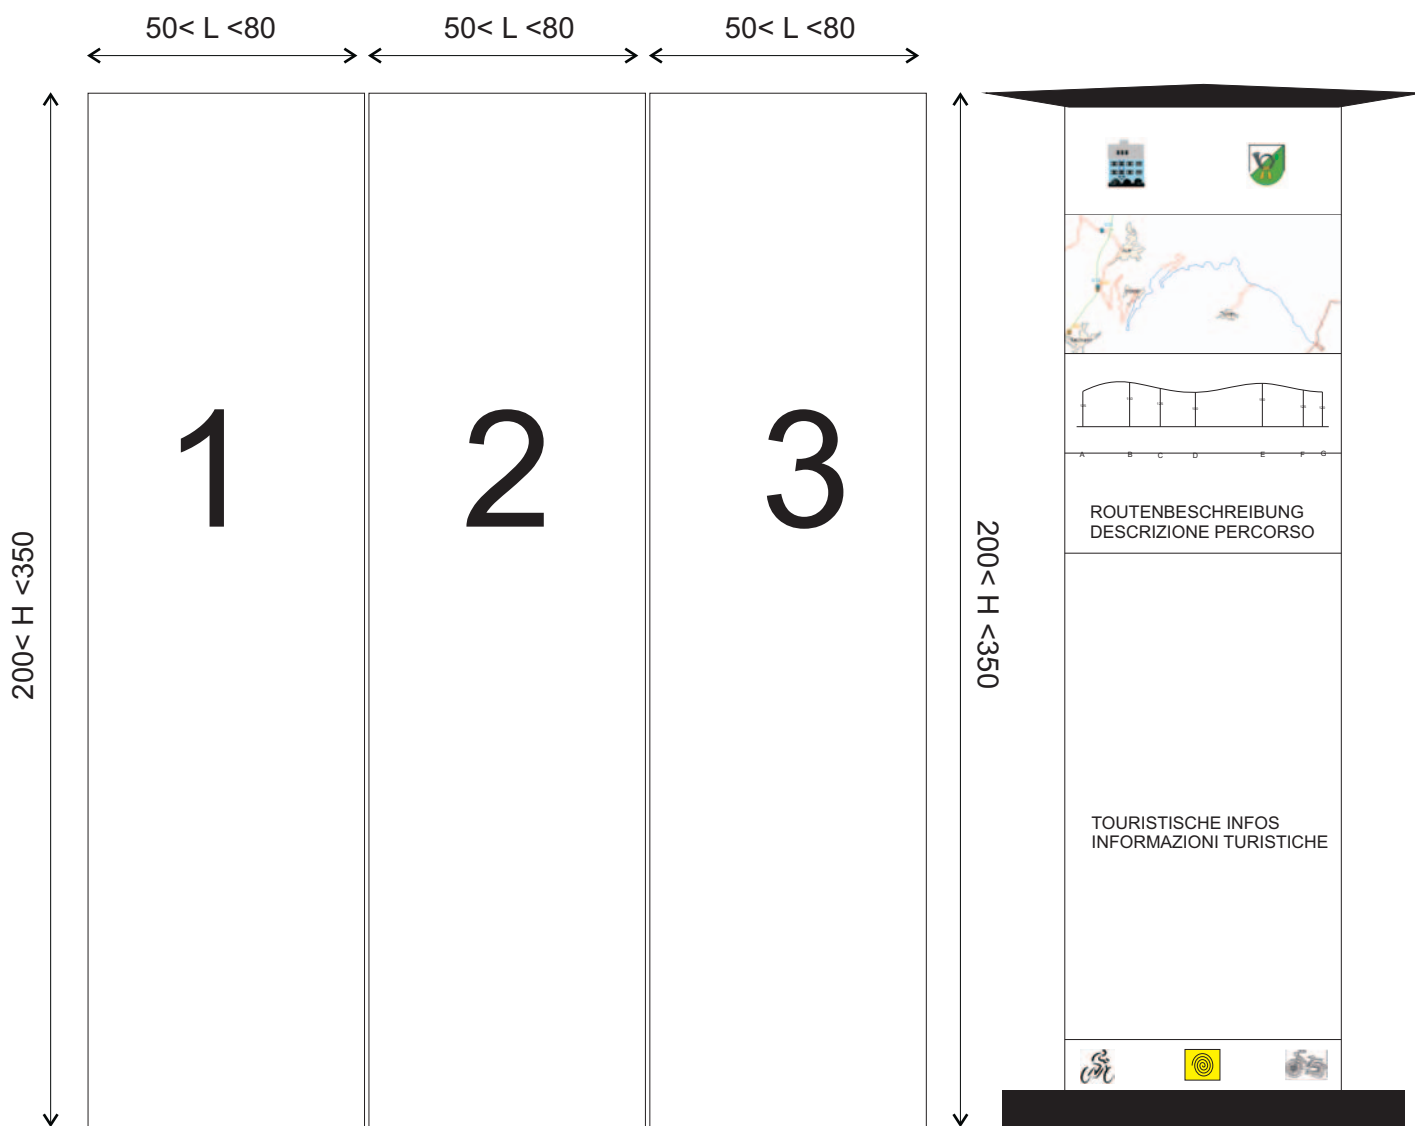 50< L <80
50< L <80
50< L <80
200< H <350
1
2
3
200< H <350
A B C D E F G
ROUTENBESCHREIBUNG
DESCRIZIONE PERCORSO
TOURISTISCHE INFOS
INFORMAZIONI TURISTICHE